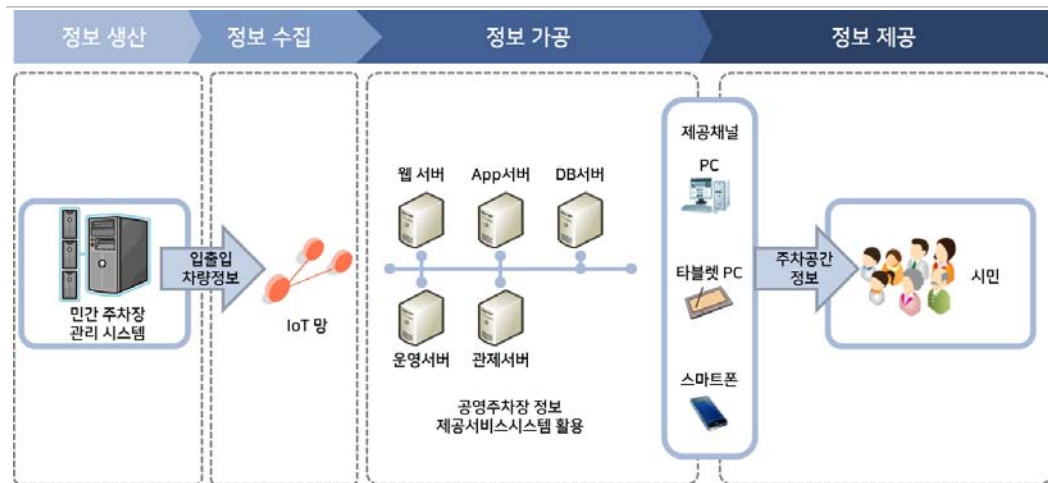 정보 생산
정보 수집
정보 가공
정보 제공
민간 주차장
관리 시스템
입출입
차량정보
IoT 망
웹 서버
App서버
DB서버
운영서버
관제서버
공영주차장 정보
제공서비스시스템 활용
제공채널
PC
타블렛 PC
스마트폰
주차공간
정보
시민